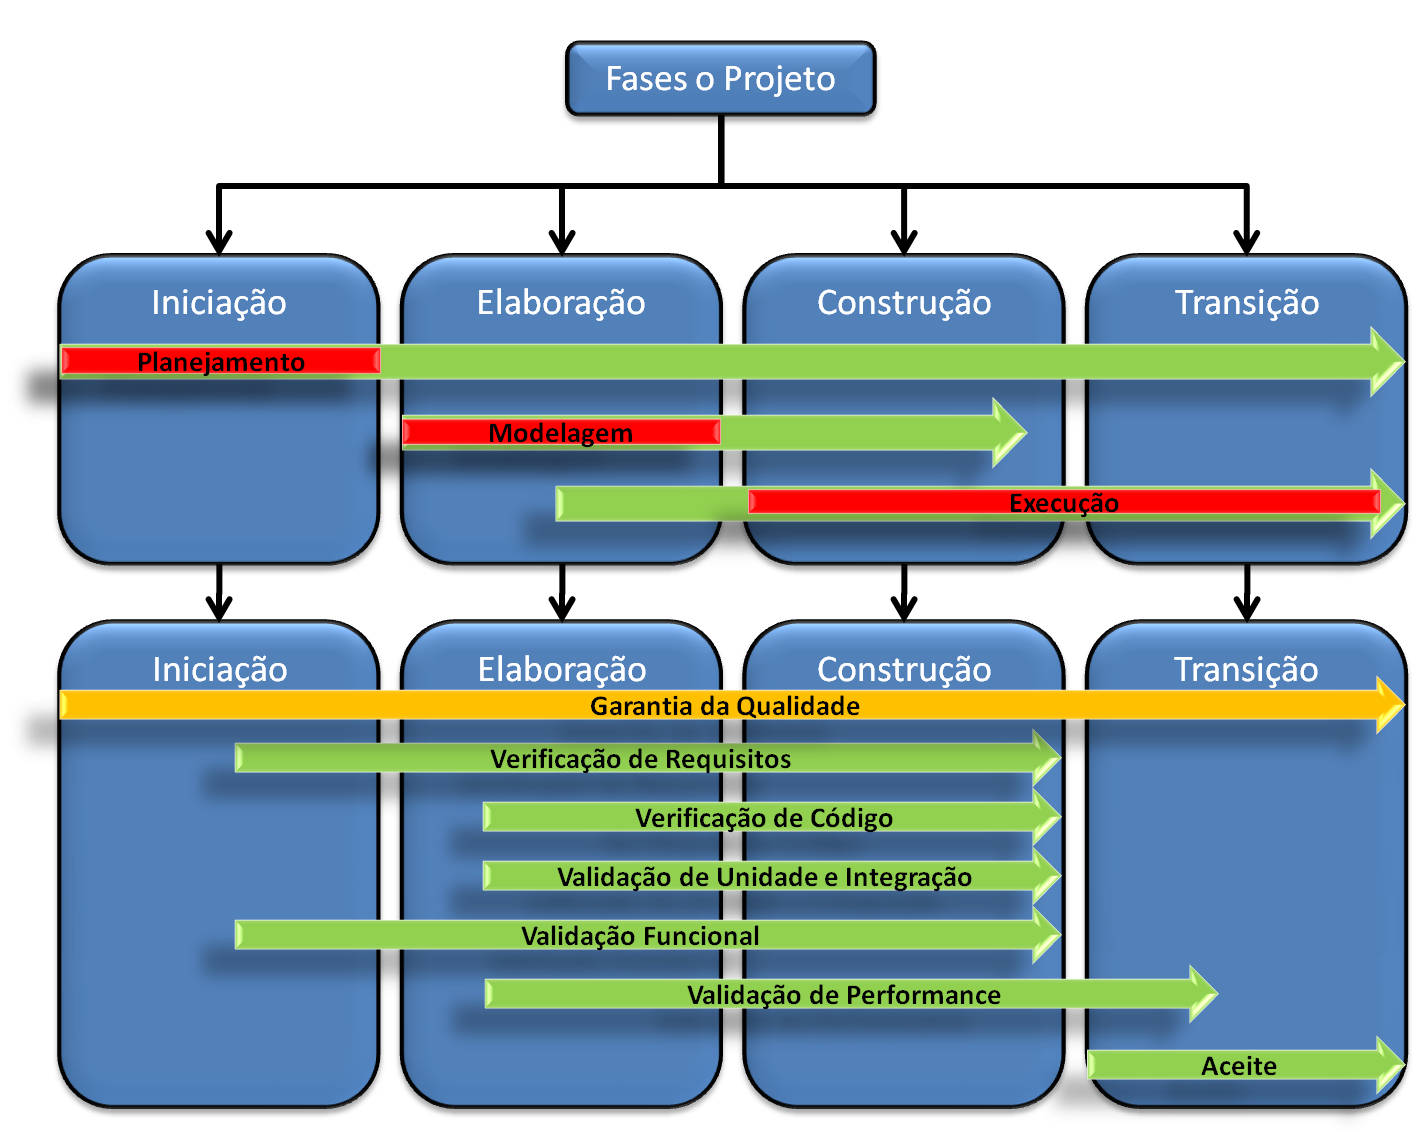 Fases o Projeto
Iniciação
Elaboração
Construção
Transição
Planejamento
Modelagem
Execução
Iniciação
Elaboração
Construção
Transição
Garantia da Qualidade
Verificação de Requisitos
Verificação de Código
Validação de Unidade e Integração
Validação Funcional
Validação de Performance
Aceite